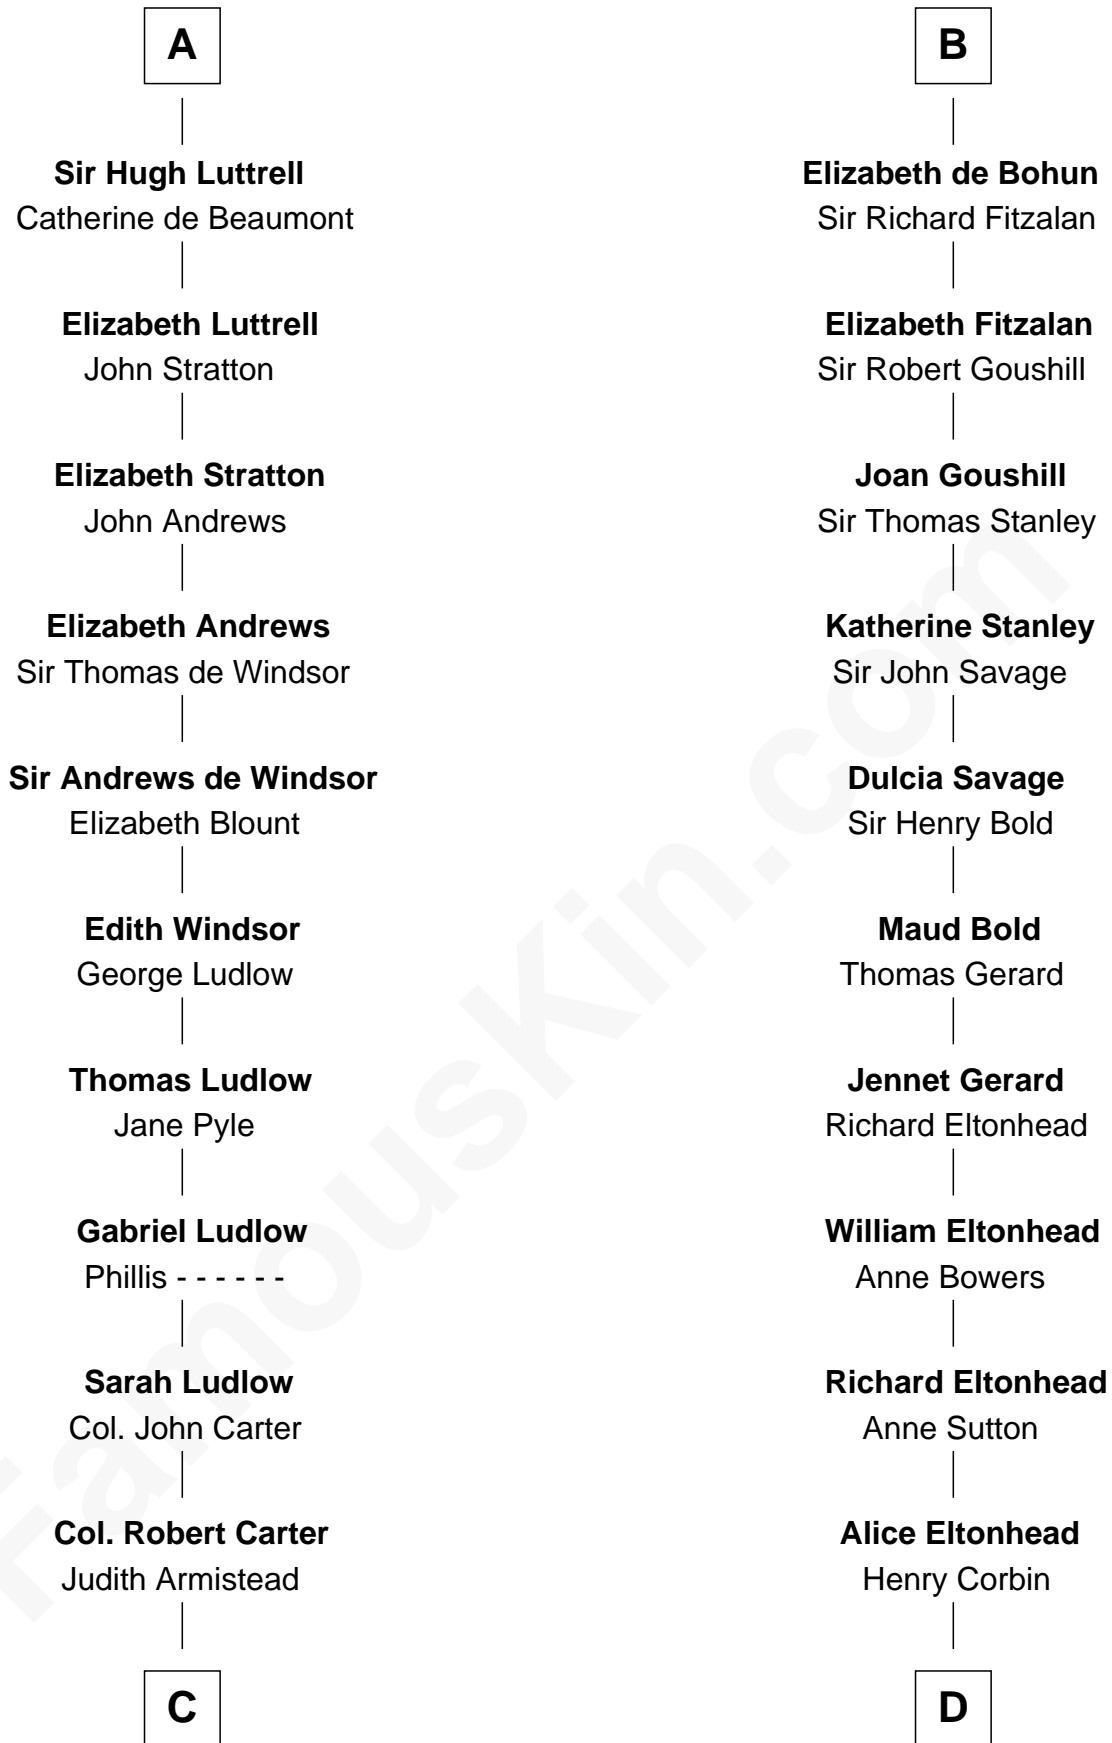 A
Sir Hugh Luttrell
Catherine de Beaumont
Elizabeth Luttrell
John Stratton
Elizabeth Stratton
John Andrews
Elizabeth Andrews
Sir Thomas de Windsor
Sir Andrews de Windsor
Elizabeth Blount
Edith Windsor
George Ludlow
Thomas Ludlow
Jane Pyle
Gabriel Ludlow
Phillis - - - - - -
Sarah Ludlow
Col. John Carter
Col. Robert Carter
Judith Armistead
C
B
Elizabeth de Bohun
Sir Richard Fitzalan
Elizabeth Fitzalan
Sir Robert Goushill
Joan Goushill
Sir Thomas Stanley
Katherine Stanley
Sir John Savage
Dulcia Savage
Sir Henry Bold
Maud Bold
Thomas Gerard
Jennet Gerard
Richard Eltonhead
William Eltonhead
Anne Bowers
Richard Eltonhead
Anne Sutton
Alice Eltonhead
Henry Corbin
D
FamousKin.com